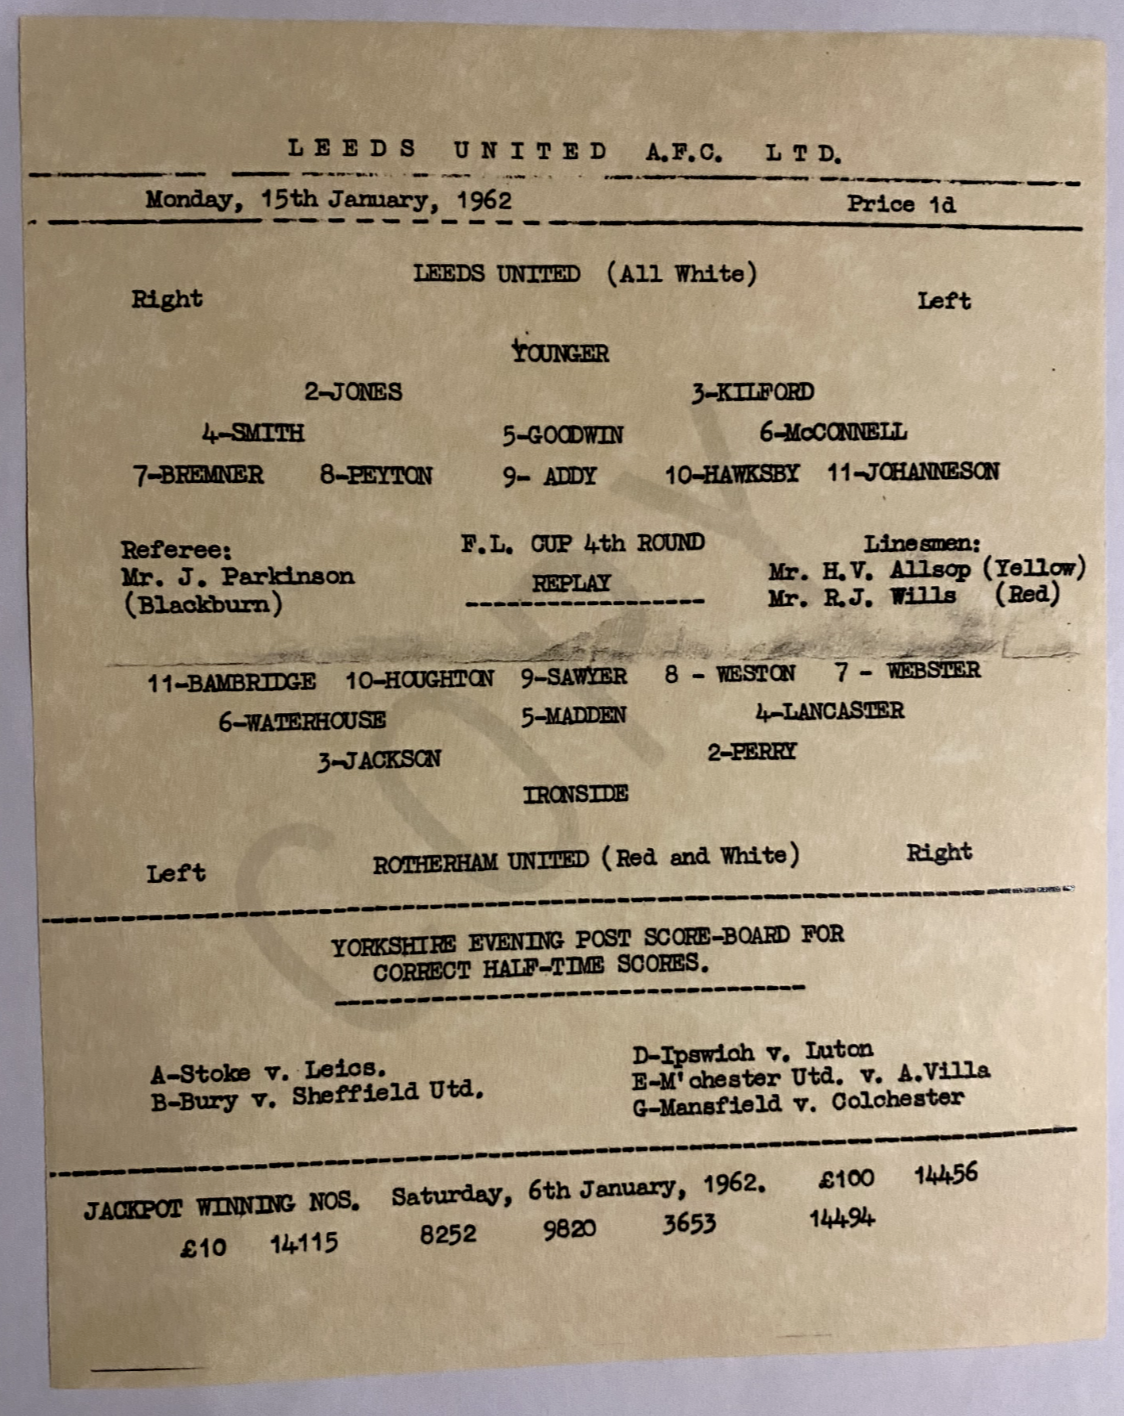 LEEDS UNITED A.F.C. LTD.
Monday, 15th January, 1962 Price 1d
LEEDS UNITED (All White)
Right Left
YOUNGER
2-JONES 3-KILFORD
4-SMITH 5-GOODWIN 6-McCONNELL
7-BREMNER 8-PEYTON 9- ADDY 10-HAWKSBY 11-JOHANNESON
Referee: F.L. CUP 4th ROUND Linesmen:
Mr. J. Parkinson REPLAY Mr. H.V. Allsop (Yellow)
(Blackburn) Mr. R.J. Wills (Red)
11-BAMBRIDGE 10-HOUGHTON 9-SAWYER 8 - WESTON 7 - WEBSTER
6-WATERHOUSE 5-MADDEN 4-LANCASTER
3-JACKSON 2-PERRY
IRONSIDE
Left ROTHERHAM UNITED (Red and White) Right
YORKSHIRE EVENING POST SCORE-BOARD FOR
CORRECT HALF-TIME SCORES.
A-Stoke v. Leics. D-Ipswich v. Luton
B-Bury v. Sheffield Utd. E-M'chester Utd. v. A.Villa
G-Mansfield v. Colchester
JACKPOT WINNING NOS. Saturday, 6th January, 1962. £100 14456
£10 14115 8252 9820 3653 14494
COPY